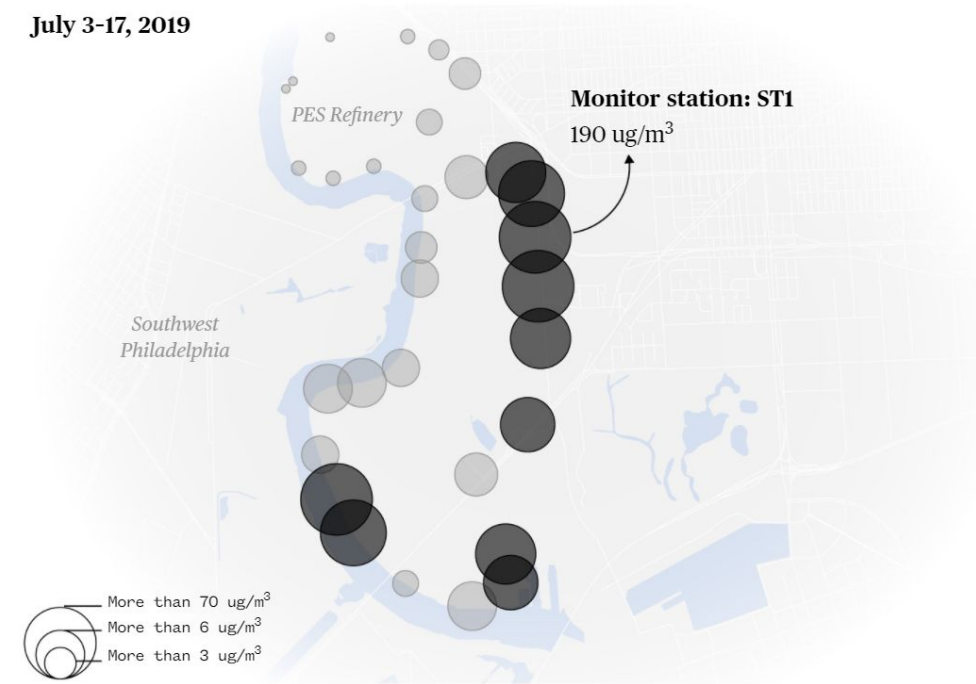 July 3-17, 2019
PES Refinery
Monitor station: ST1
190 ug/m³
Southwest
Philadelphia
More than 70 ug/m³
More than 6 ug/m³
More than 3 ug/m³